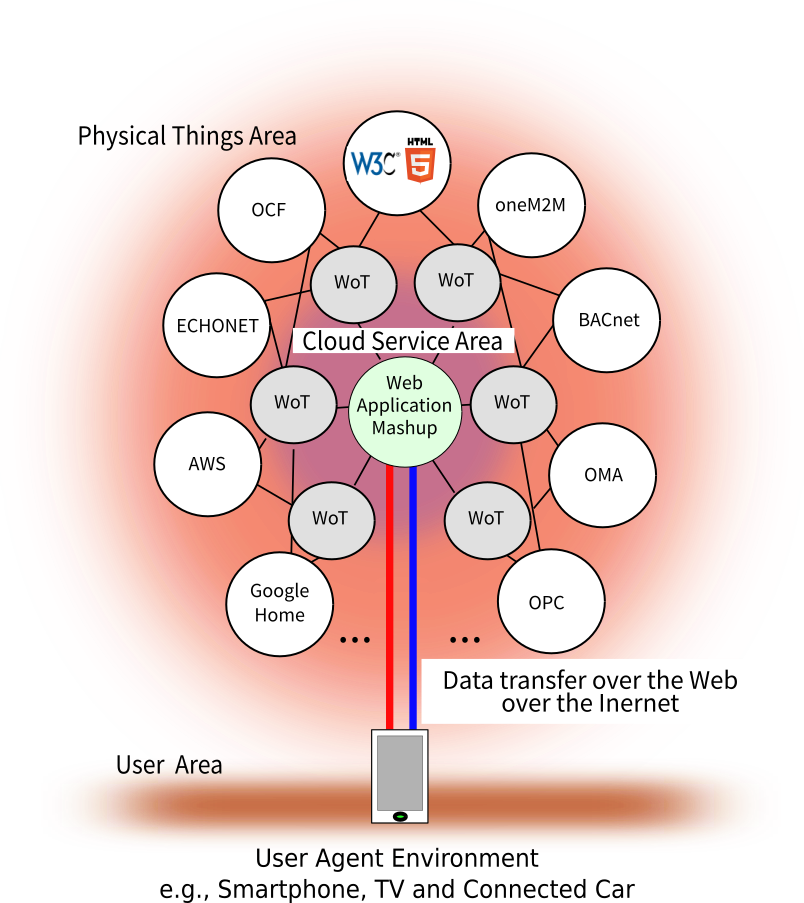 Physical Things Area
W3C®
HTML
5
OCF
oneM2M
WoT
WoT
ECHONET
BACnet
Cloud Service Area
Web
Application
Mashup
WoT
WoT
AWS
OMA
WoT
WoT
Google
Home
OPC
...
...
Data transfer over the Web
over the Inernet
User Area
User Agent Environment
e.g., Smartphone, TV and Connected Car